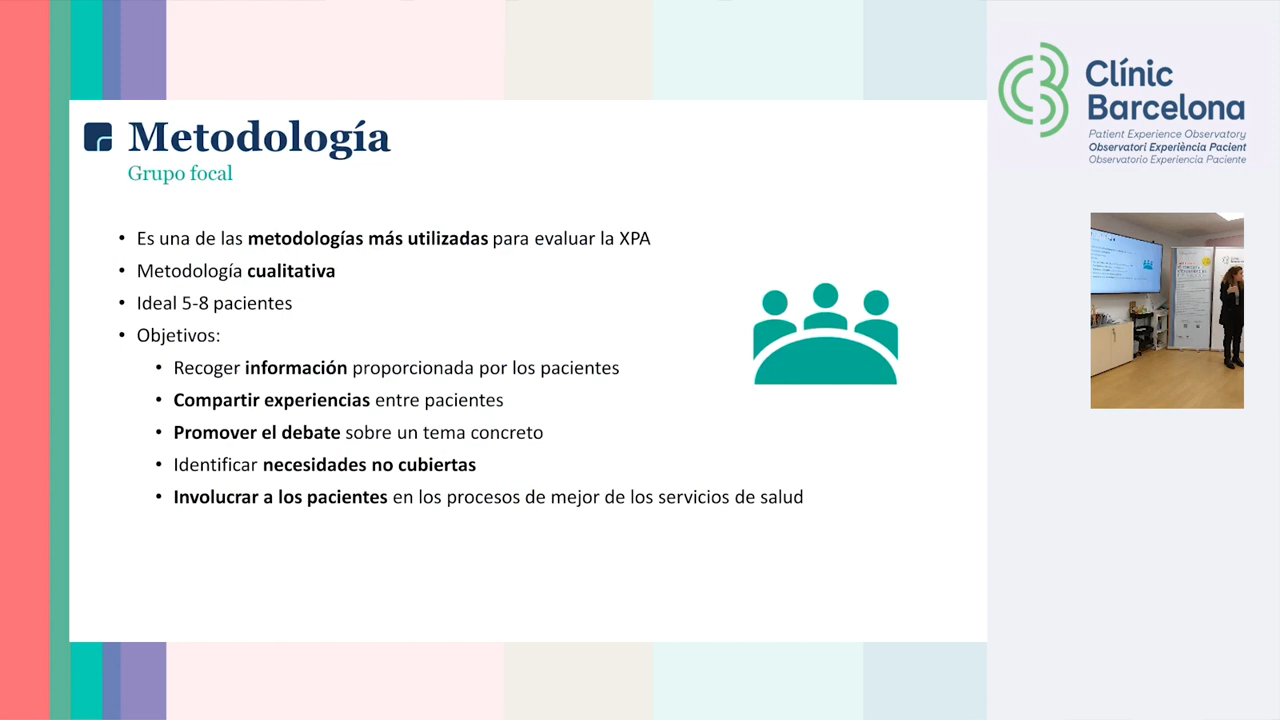 Metodología
Grupo focal
• Es una de las metodologías más utilizadas para evaluar la XPA
• Metodología cualitativa
• Ideal 5-8 pacientes
• Objetivos:
• Recoger información proporcionada por los pacientes
• Compartir experiencias entre pacientes
• Promover el debate sobre un tema concreto
• Identificar necesidades no cubiertas
• Involucrar a los pacientes en los procesos de mejor de los servicios de salud
Clínic
Barcelona
Patient Experience Observatory
Observatori Experiència Pacient
Observatorio Experiencia Paciente